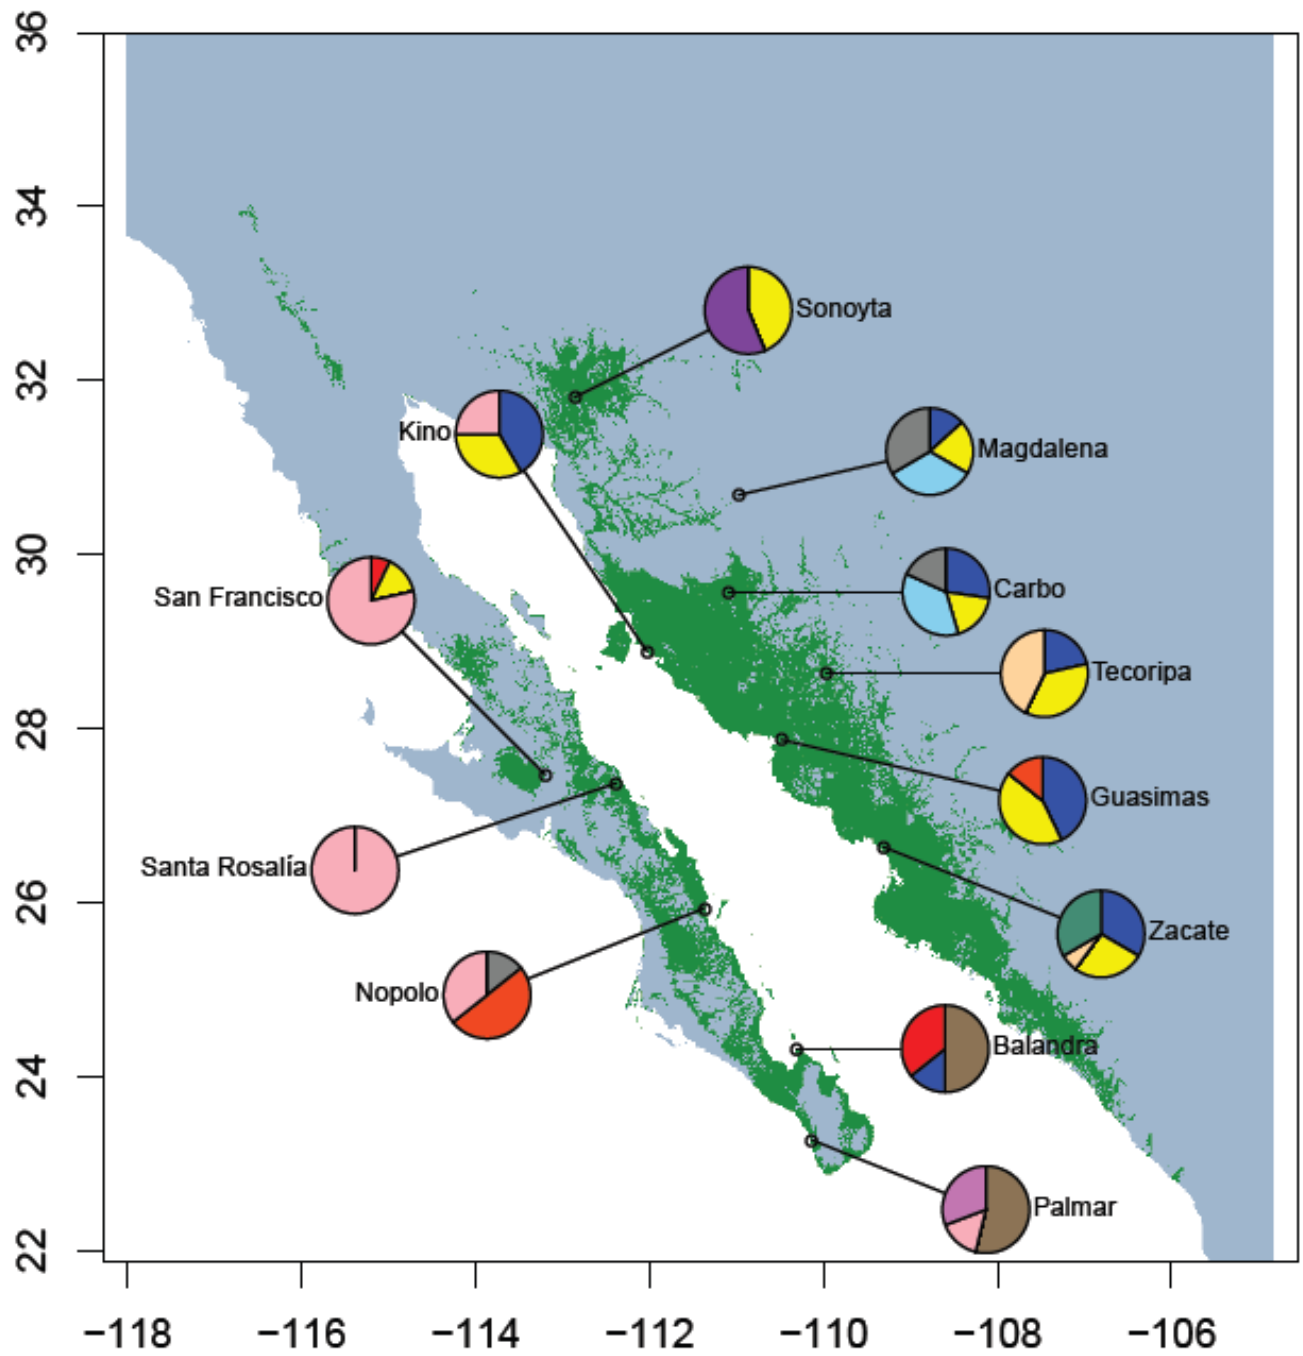 36
34
32
30
28
26
24
22
Sonoyta
Kino
Magdalena
Carbo
San Francisco
Tecoripa
Guasimas
Santa Rosalía
Zacate
Nopolo
Balandra
Palmar
−118
−116
−114
−112
−110
−108
−106